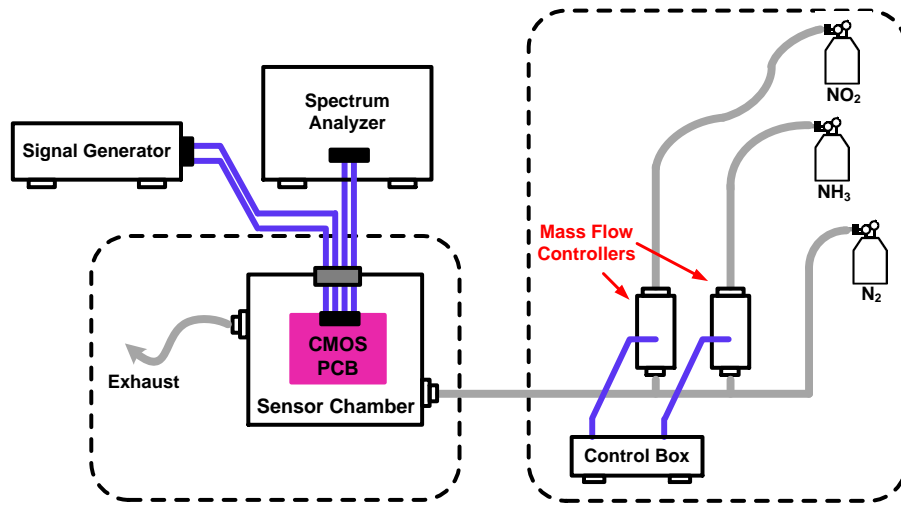 Spectrum
Analyzer
Signal Generator
NO₂
NH₃
Mass Flow
Controllers
N₂
CMOS
PCB
Exhaust
Sensor Chamber
Control Box